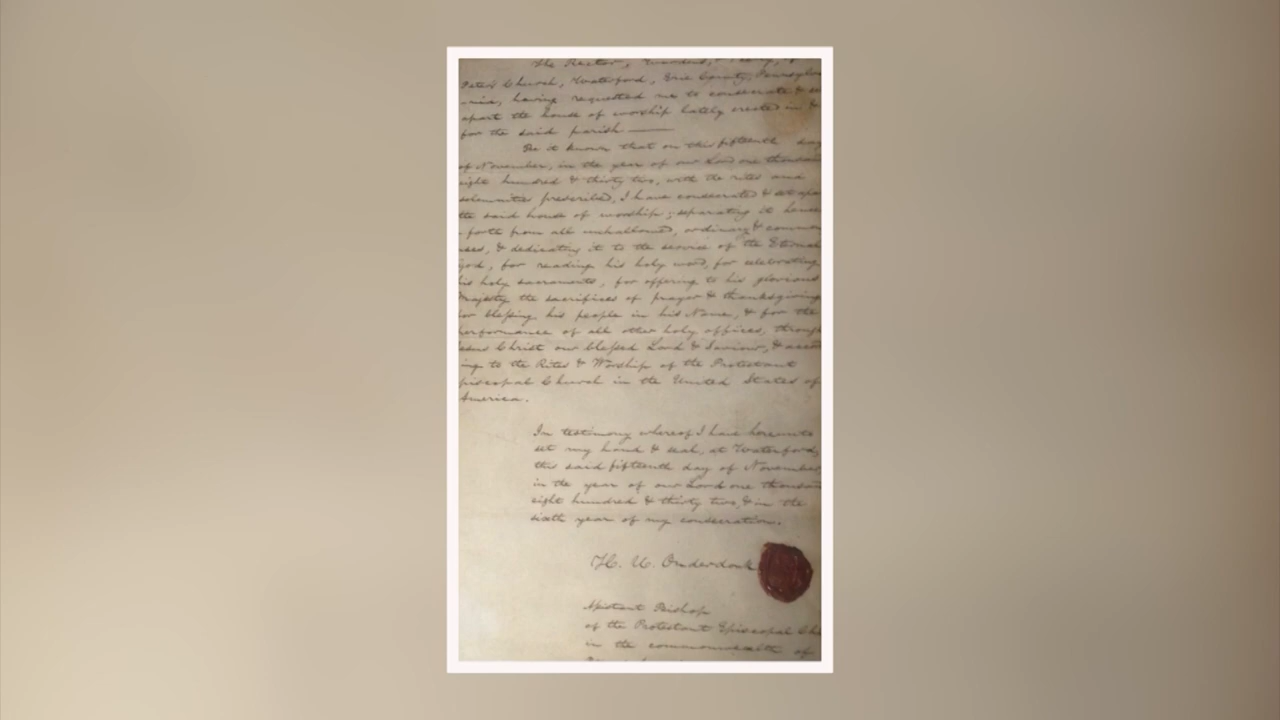 The Rector, Wardens, & Vestry, of
Peters Church, Waterford, Erie County, Pennsylva
-nia, having requested me to consecrate & set
apart the house of worship lately erected in &
for the said parish ———
Be it known that on this fifteenth day
of November, in the year of our Lord one thousan
eight hundred & thirty two, with the rites and
solemnities prescribed, I have consecrated & set apa
the said house of worship; separating it hence
forth from all unhallowed, ordinary & common
uses, & dedicating it to the service of the Eternal
God, for reading his holy word, for celebrating
his holy sacraments, for offering to his glorious
Majesty the sacrifices of prayer & thanksgiving
for blessing his people in his Name, & for the
performance of all other holy offices, through
Jesus Christ our blessed Lord & Saviour, & accord
ing to the Rites & Worship of the Protestant
piscopal Church in the United States of
America.
In testimony whereof I have hereunto
set my hand & seal, at Waterford,
this said fifteenth day of November,
in the year of our Lord one thousan
eight hundred & thirty two, & in the
sixth year of my consecration.
H. U. Onderdonk
Assistant Bishop
of the Protestant Episcopal Chu
in the commonwealth of